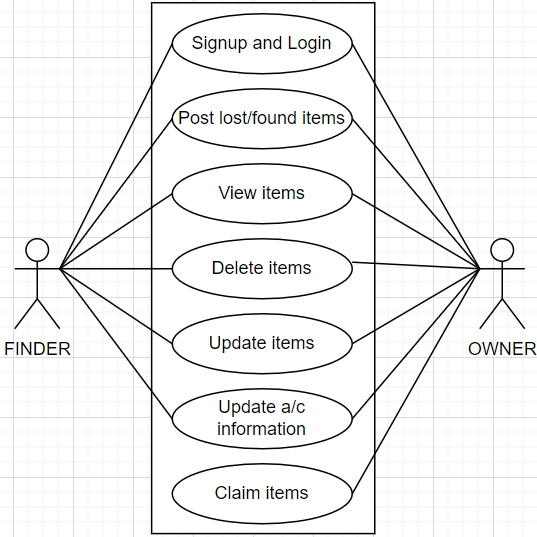 Signup and Login
Post lost/found items
View items
Delete items
Update items
Update a/c
information
Claim items
FINDER
OWNER